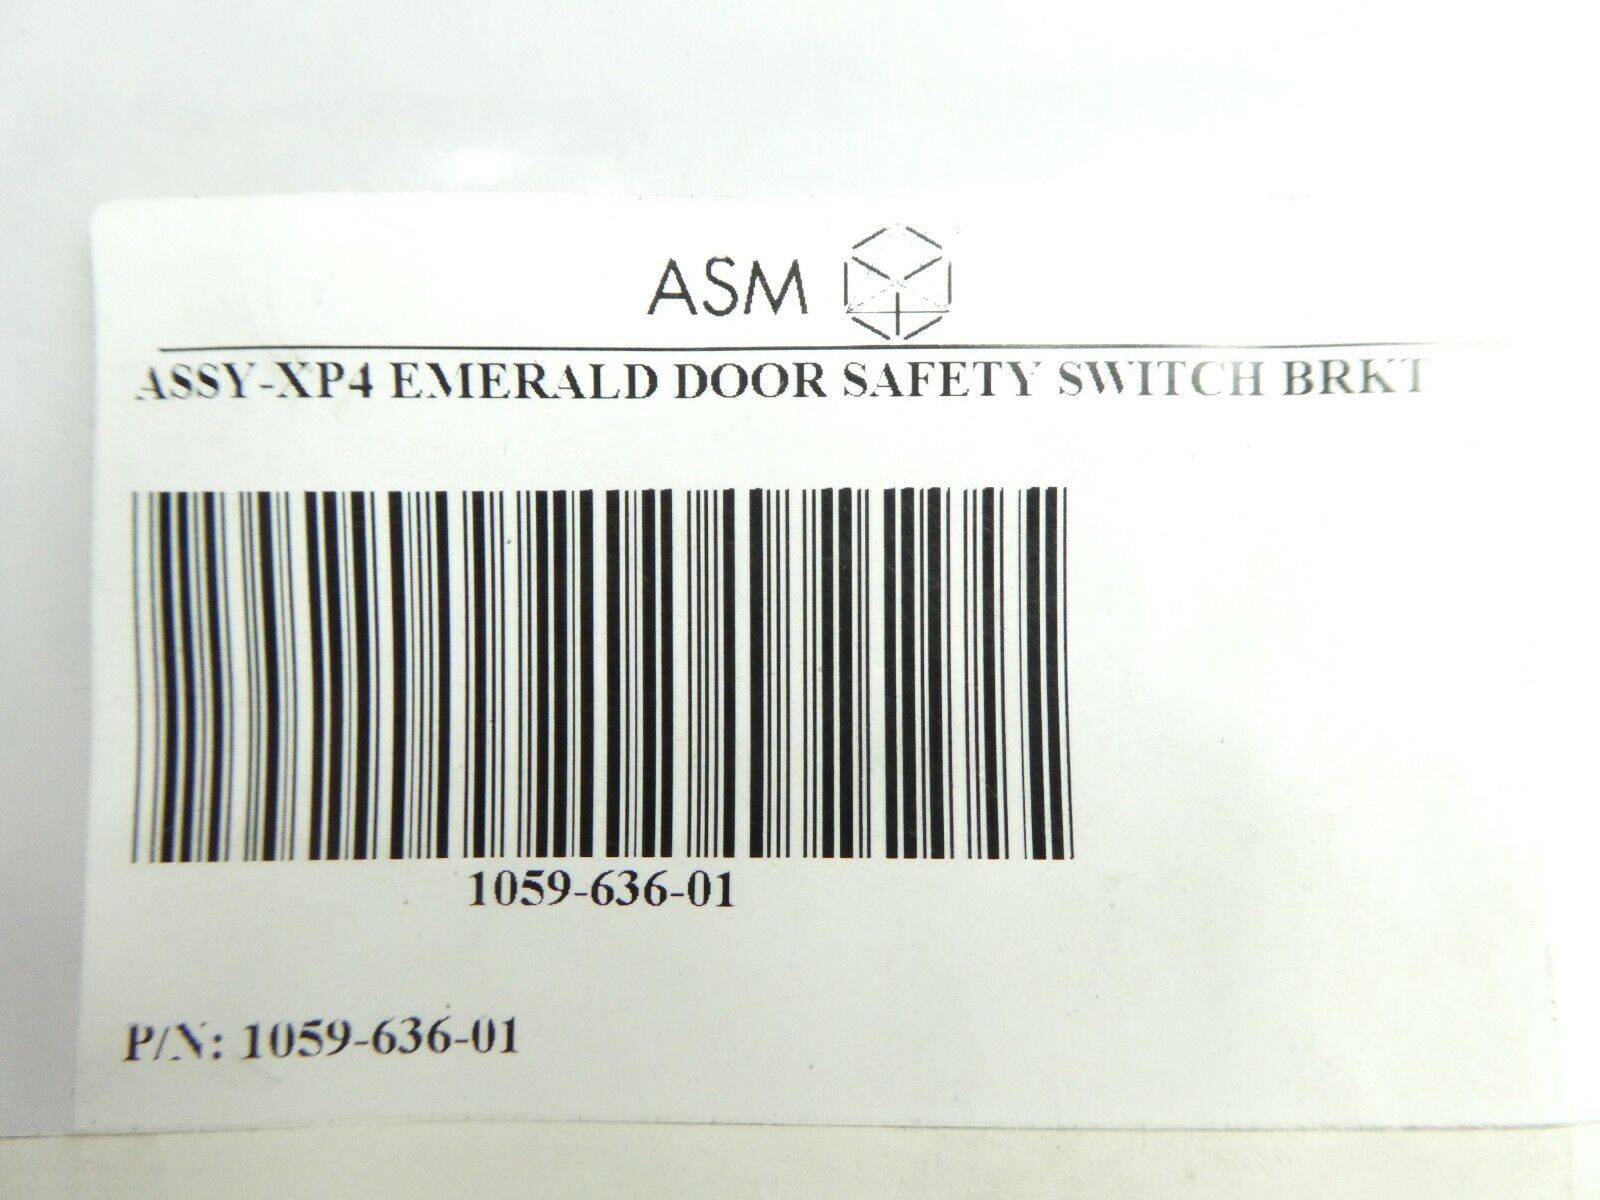 ASM
ASSY-XP4 EMERALD DOOR SAFETY SWITCH BRKT
1059-636-01
P/N: 1059-636-01